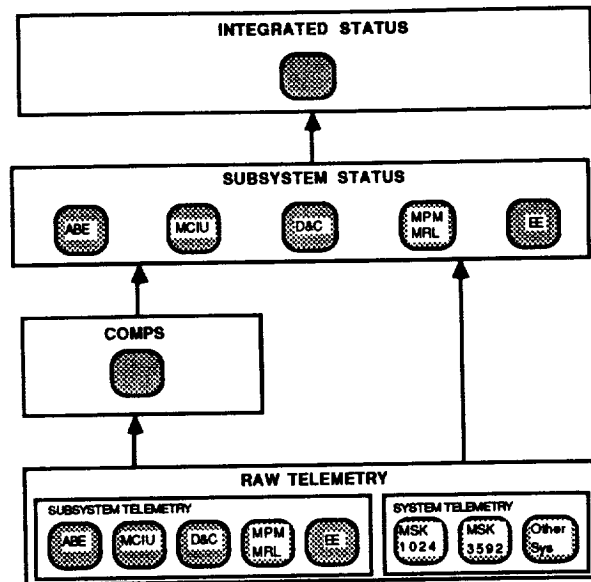 INTEGRATED STATUS
SUBSYSTEM STATUS
ABE
MCIU
D&C
MPM
MRL
EE
COMPS
RAW TELEMETRY
SUBSYSTEM TELEMETRY
ABE
MCIU
D&C
MPM
MRL
EE
SYSTEM TELEMETRY
MSK
1024
MSK
3592
Other
Sys